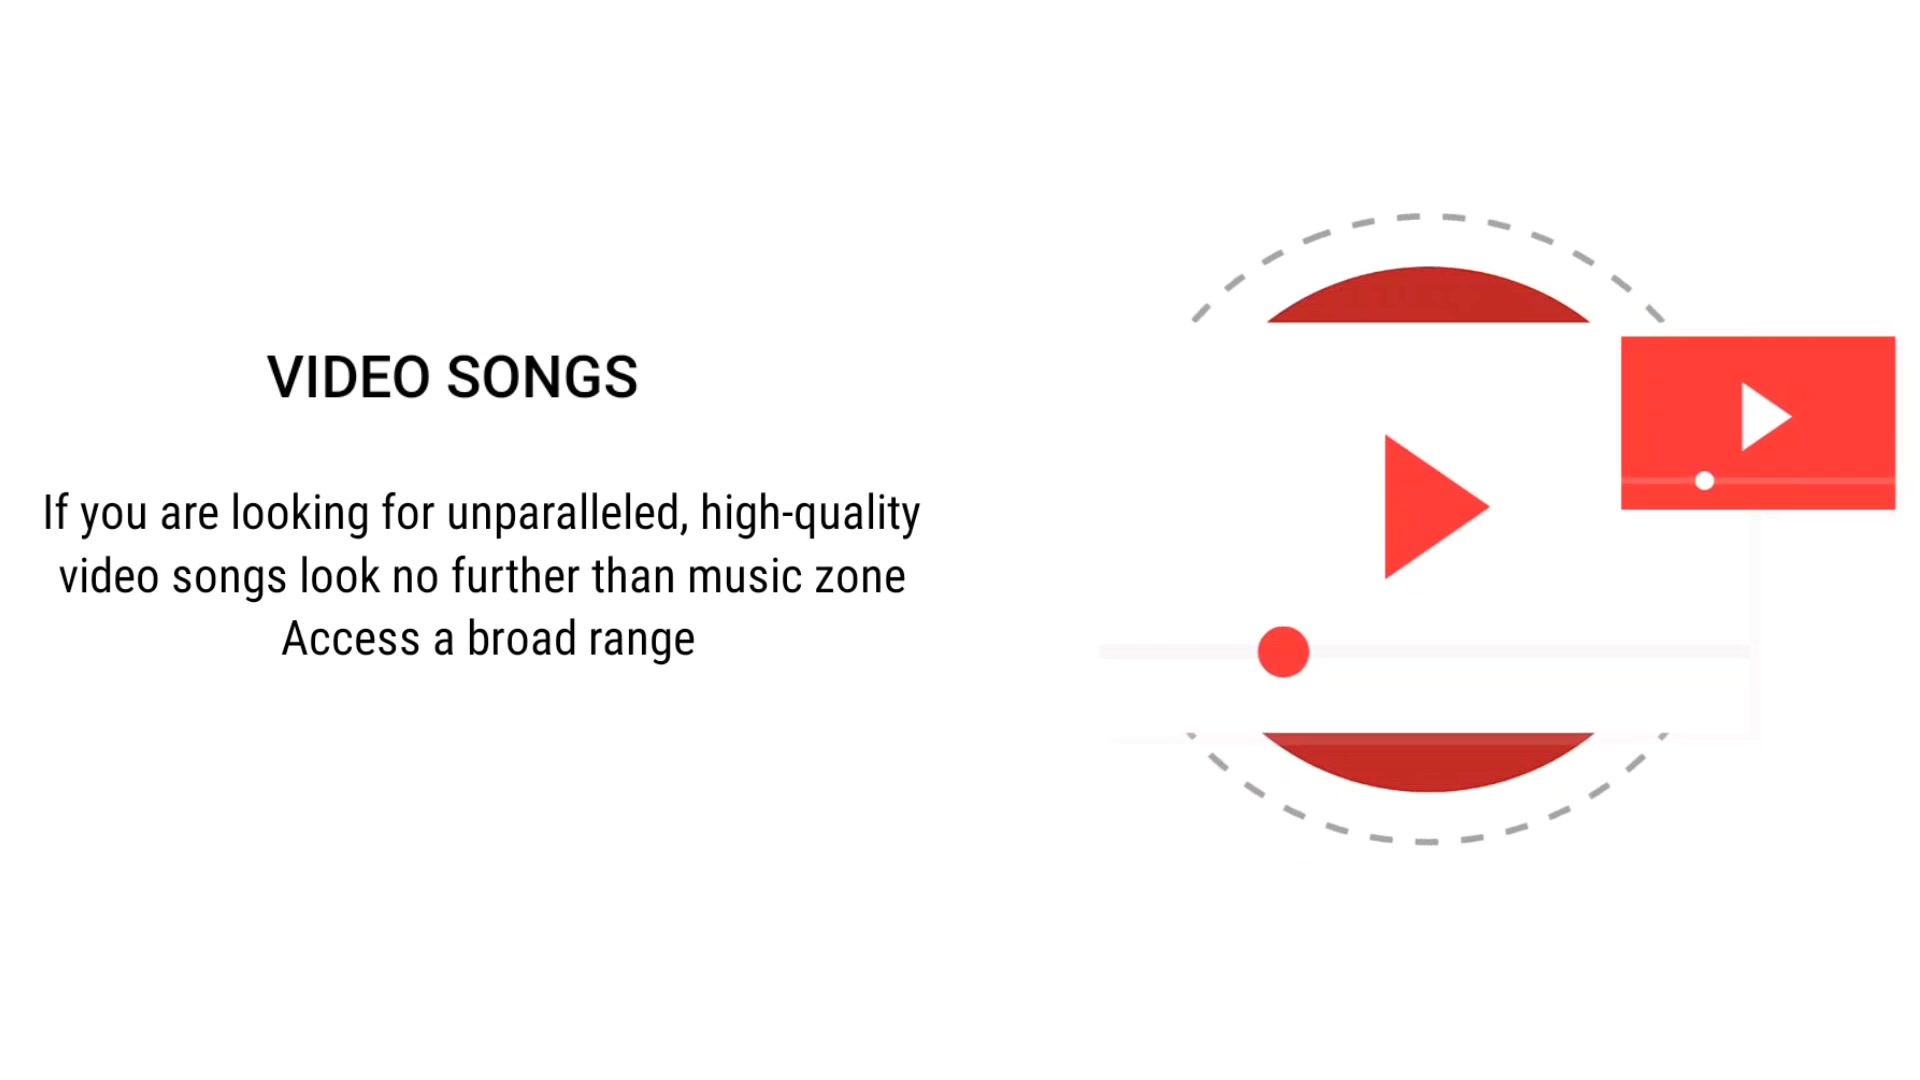 VIDEO SONGS
If you are looking for unparalleled, high-quality
video songs look no further than music zone
Access a broad range